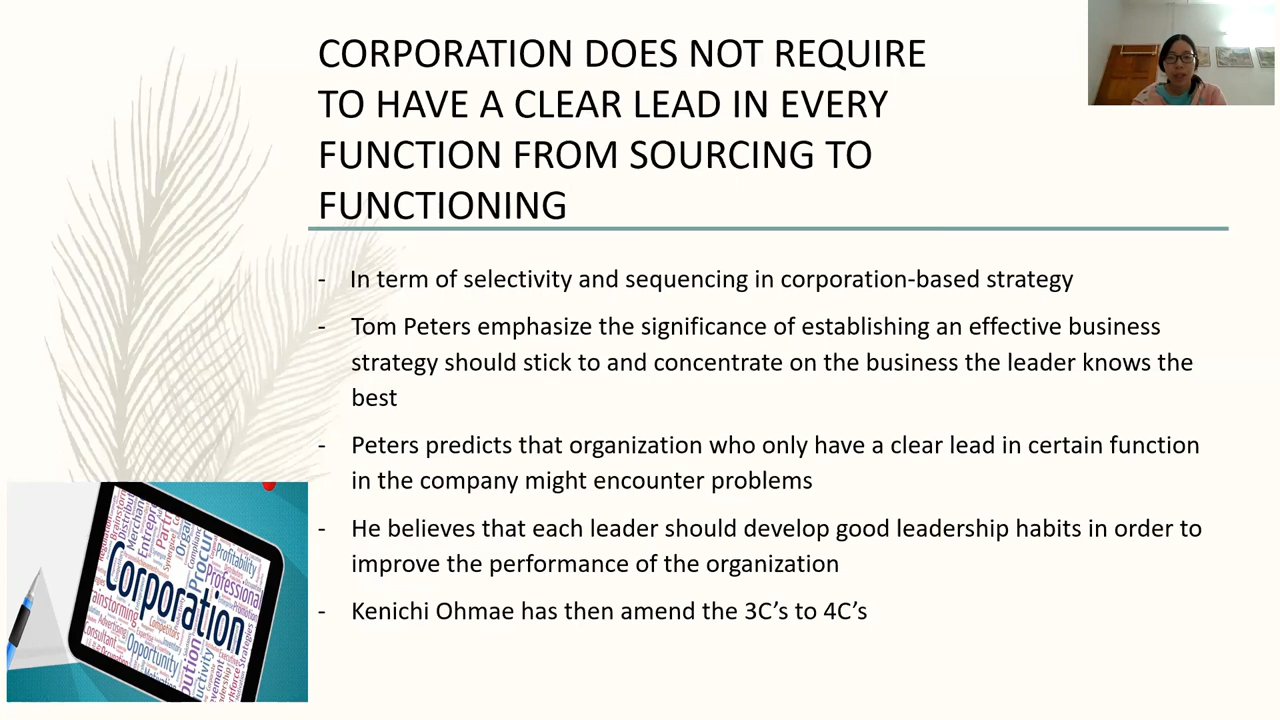 CORPORATION DOES NOT REQUIRE
TO HAVE A CLEAR LEAD IN EVERY
FUNCTION FROM SOURCING TO
FUNCTIONING
- In term of selectivity and sequencing in corporation-based strategy
- Tom Peters emphasize the significance of establishing an effective business
strategy should stick to and concentrate on the business the leader knows the
best
- Peters predicts that organization who only have a clear lead in certain function
in the company might encounter problems
- He believes that each leader should develop good leadership habits in order to
improve the performance of the organization
- Kenichi Ohmae has then amend the 3C’s to 4C’s
Corporation
Profitability
Professional
Competitors
Opportunity
Consultant